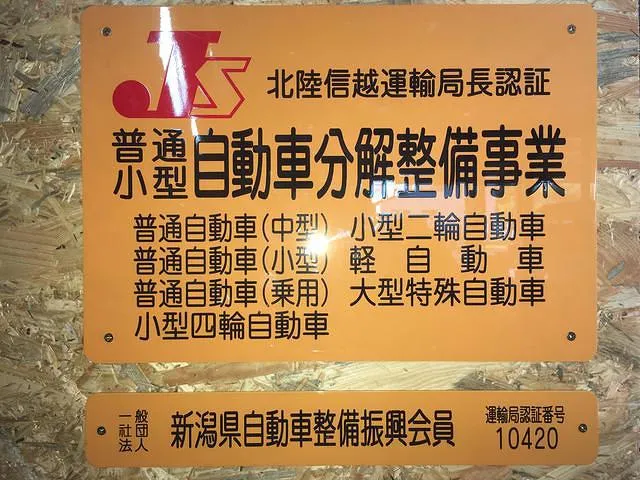 JS
北陸信越運輸局長認証
普通
小型 自動車分解整備事業
普通自動車(中型) 小型二輪自動車
普通自動車(小型) 軽自動車
普通自動車(乗用) 大型特殊自動車
小型四輪自動車
一般
社団
法人 新潟県自動車整備振興会員 運輸局認証番号
10420